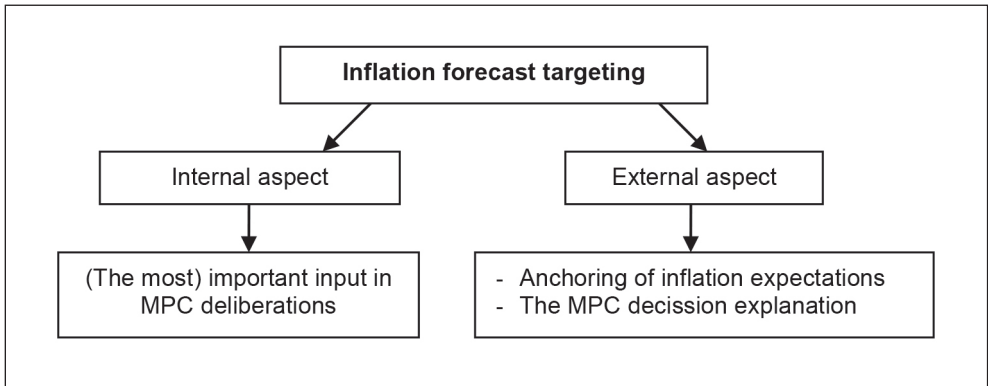 Inflation forecast targeting
Internal aspect
External aspect
(The most) important input in
MPC deliberations
- Anchoring of inflation expectations
- The MPC decission explanation